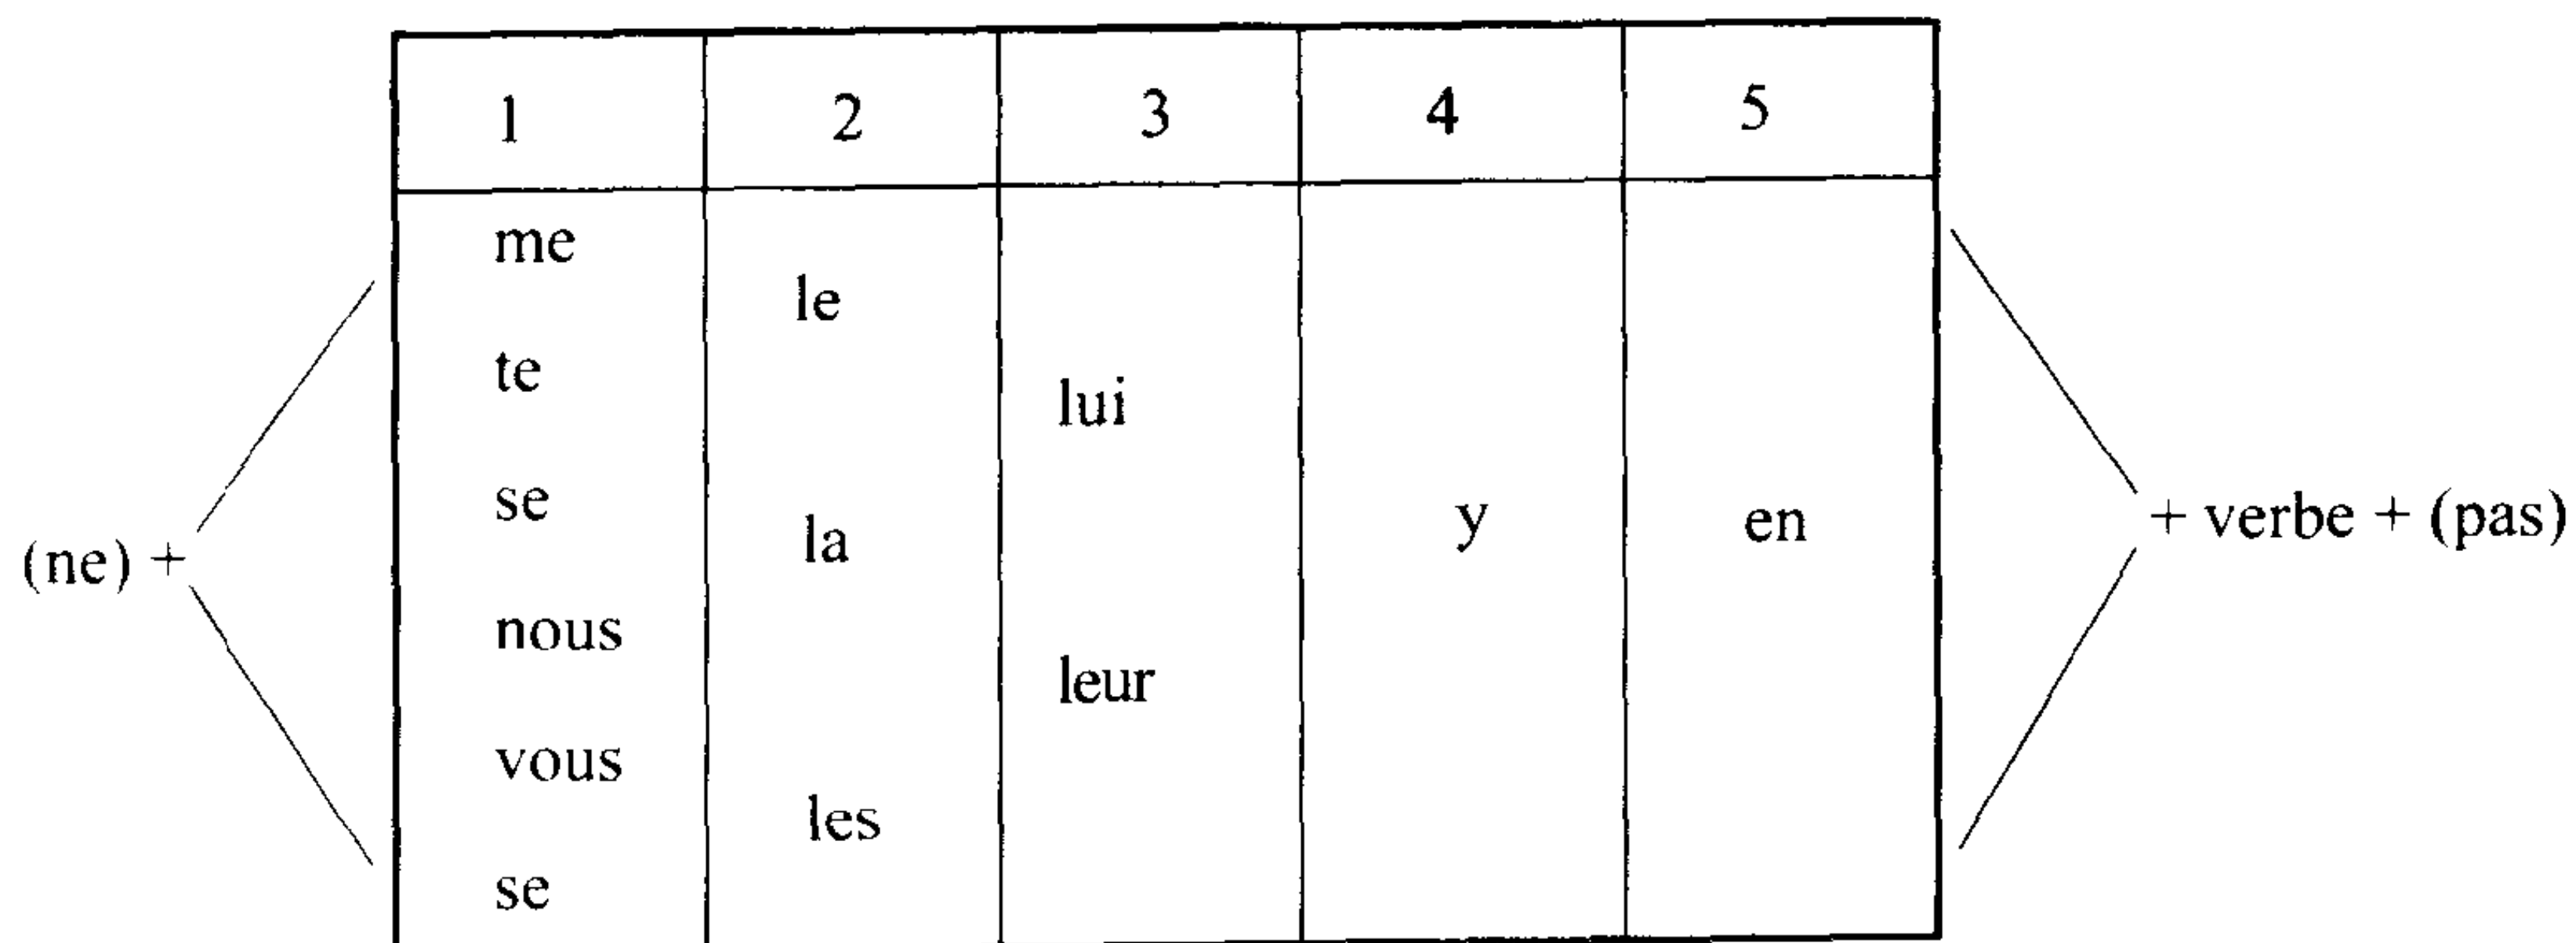 1 2 3 4 5
me
le
te
lui
se
y en
(ne) + la + verbe + (pas)
nous
leur
vous
les
se